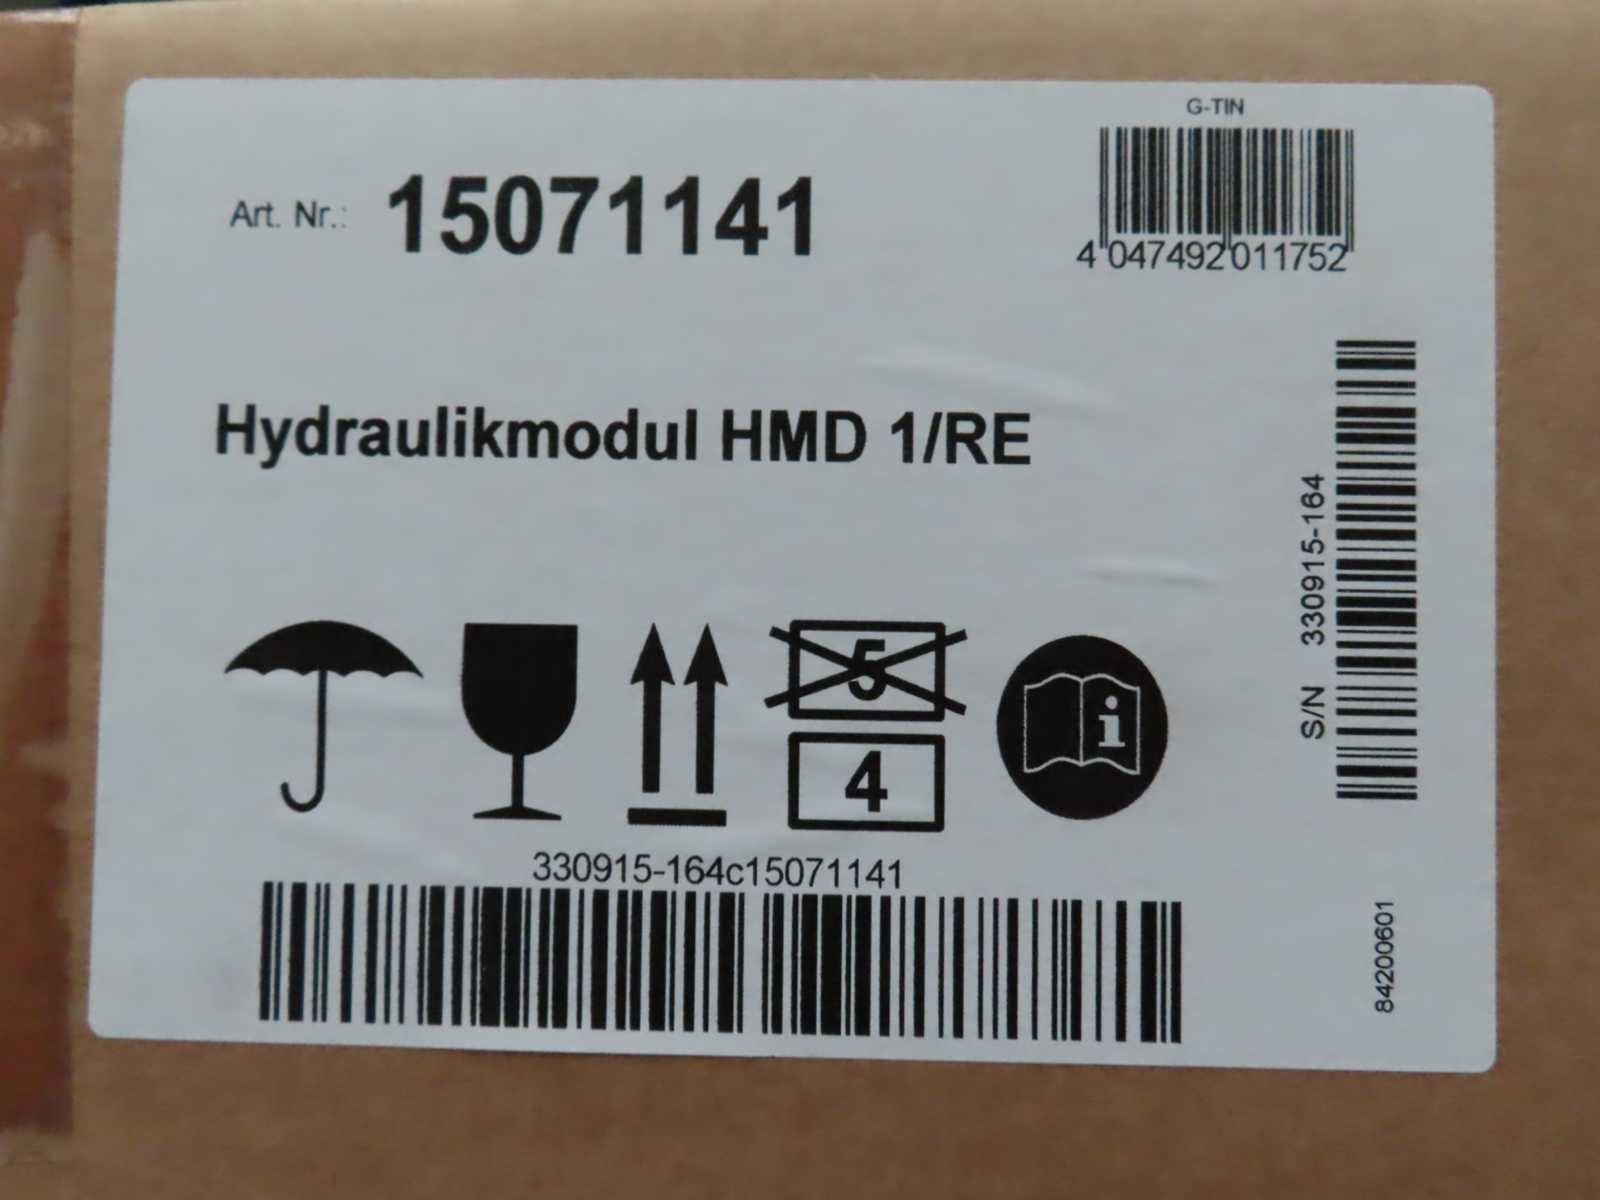 G-TIN
4 047492 011752
Art. Nr.: 15071141
Hydraulikmodul HMD 1/RE
S/N 330915-164
5
4
i
330915-164c15071141
84200601